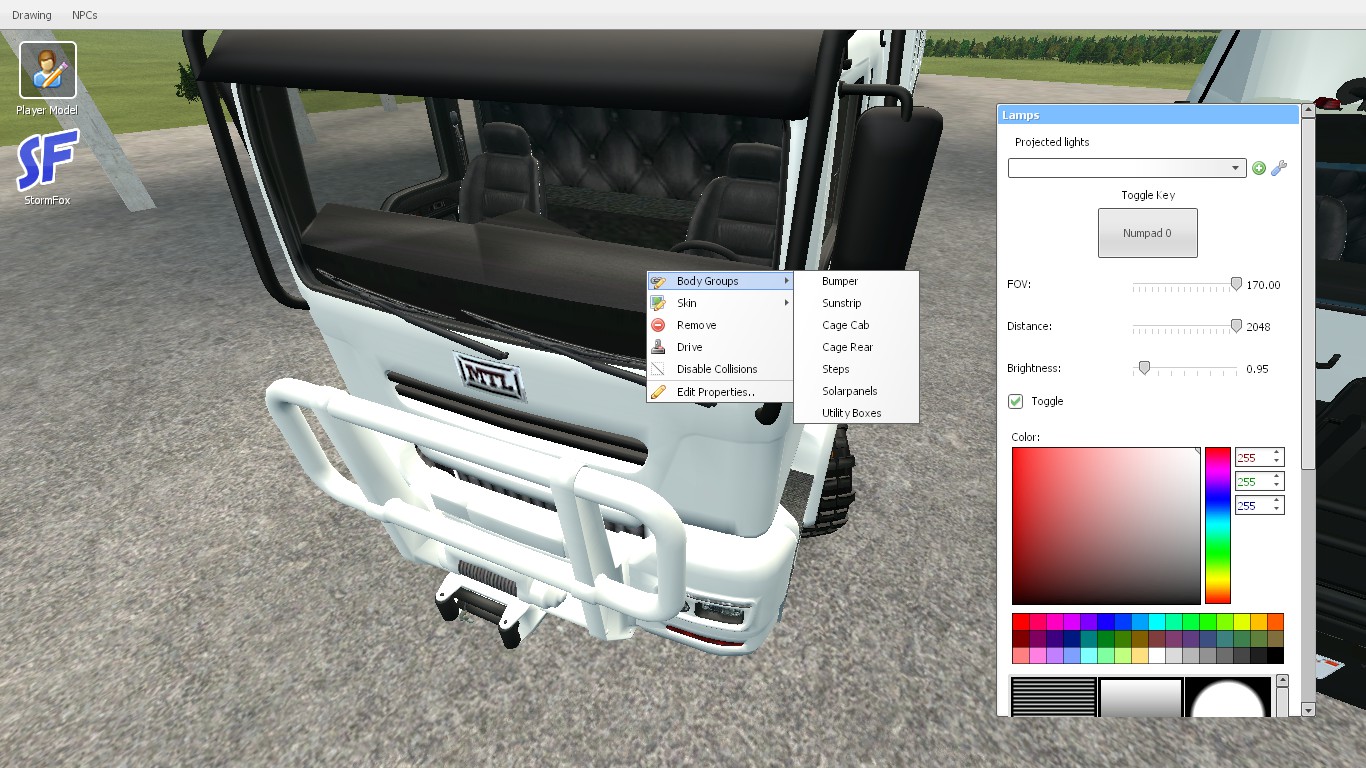 Drawing NPCs
Player Model
SF
StormFox
MTL
Body Groups
Skin
Remove
Drive
Disable Collisions
Edit Properties..
Bumper
Sunstrip
Cage Cab
Cage Rear
Steps
Solarpanels
Utility Boxes
Lamps
Projected lights
Toggle Key
Numpad 0
FOV: 170.00
Distance: 2048
Brightness: 0.95
Toggle
Color:
255
255
255